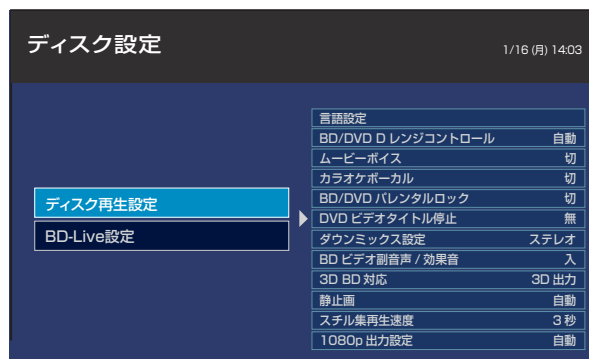 ディスク設定
1/16 (月) 14:03
ディスク再生設定
BD-Live設定
言語設定
BD/DVD D レンジコントロール 自動
ムービーボイス 切
カラオケボーカル 切
BD/DVD パレンタルロック 切
DVD ビデオタイトル停止 無
ダウンミックス設定 ステレオ
BD ビデオ副音声 / 効果音 入
3D BD 対応 3D 出力
静止画 自動
スチル集再生速度 3 秒
1080p 出力設定 自動